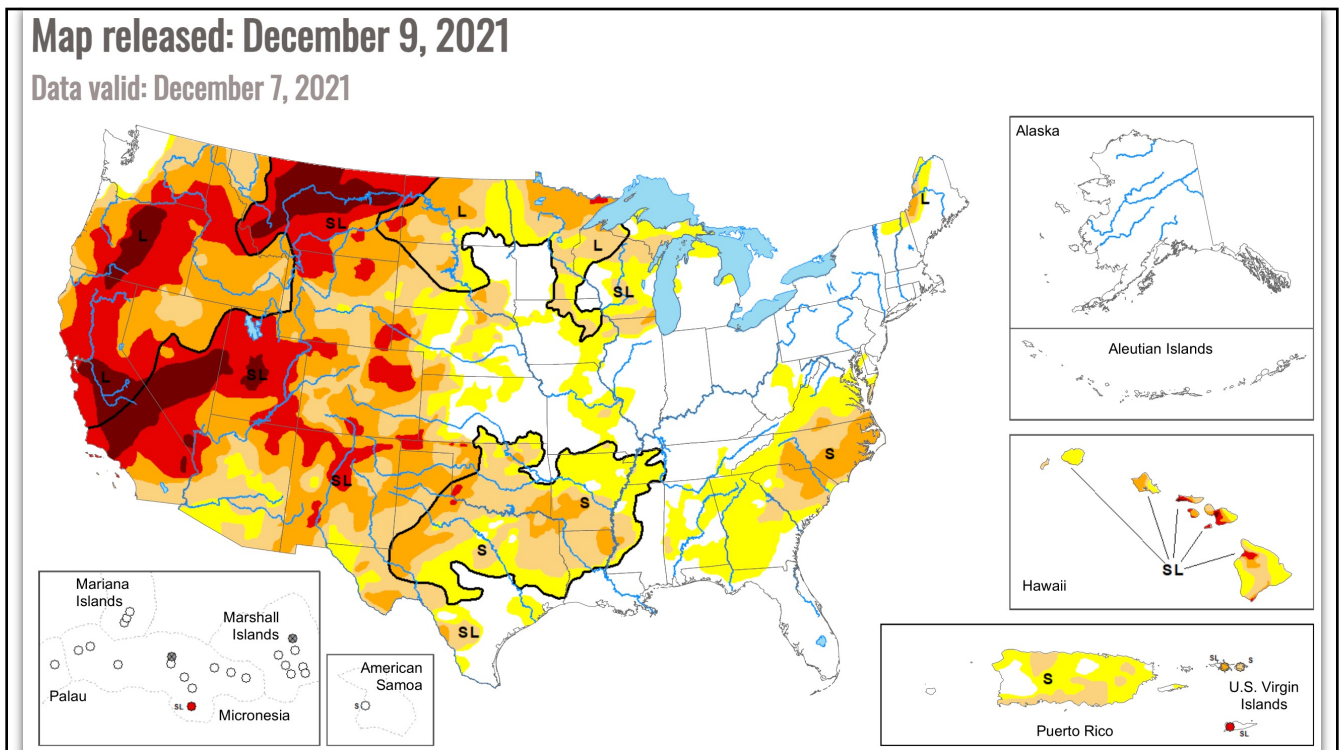 Map released: December 9, 2021
Data valid: December 7, 2021
Alaska
L
L
L
SL
L
L
SL
Aleutian Islands
L
SL
S
SL
S
S
Hawaii
SL
Mariana
Islands
Marshall
Islands
SL
American
Samoa
S
Palau
SL
Micronesia
S
SL
S
U.S. Virgin
Islands
Puerto Rico
SL